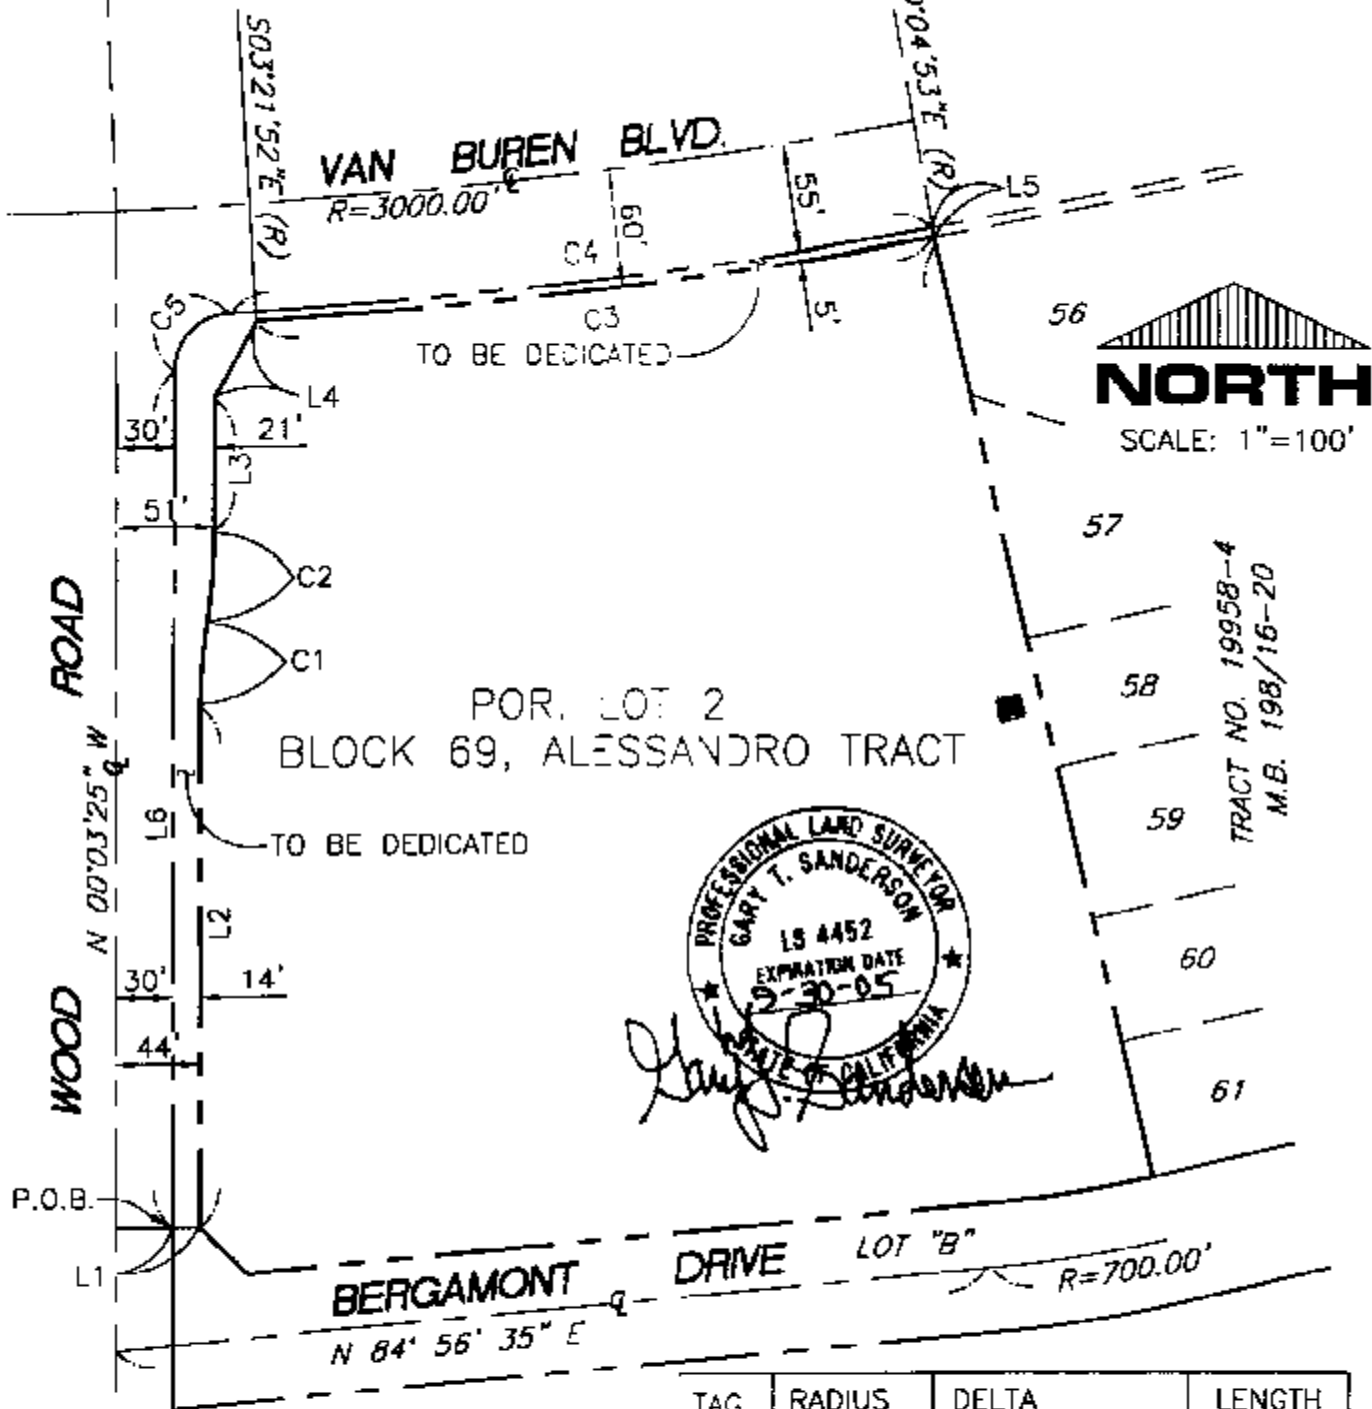 S03°21'52"E (R)
04'53"E (R)
VAN BUREN BLVD.
R=3000.00'
55'
60'
L5
C4
C5
C3
5'
TO BE DEDICATED
L4
56
NORTH
SCALE: 1"=100'
30'
21'
L3
51'
57
C2
C1
58
TRACT NO. 19958-4
M.B. 198/16-20
WOOD ROAD
N 00°03'25" W
POR. LOT 2
BLOCK 69, ALESSANDRO TRACT
L6
TO BE DEDICATED
59
L2
PROFESSIONAL LAND SURVEYOR
GARY T. SANDERSON
LS 4452
EXPIRATION DATE
9-30-05
STATE OF CALIFORNIA
60
30'
14'
44'
61
P.O.B.
L1
BERGAMONT DRIVE
LOT "B"
R=700.00'
N 84° 56' 35" E
TAG RADIUS DELTA LENGTH